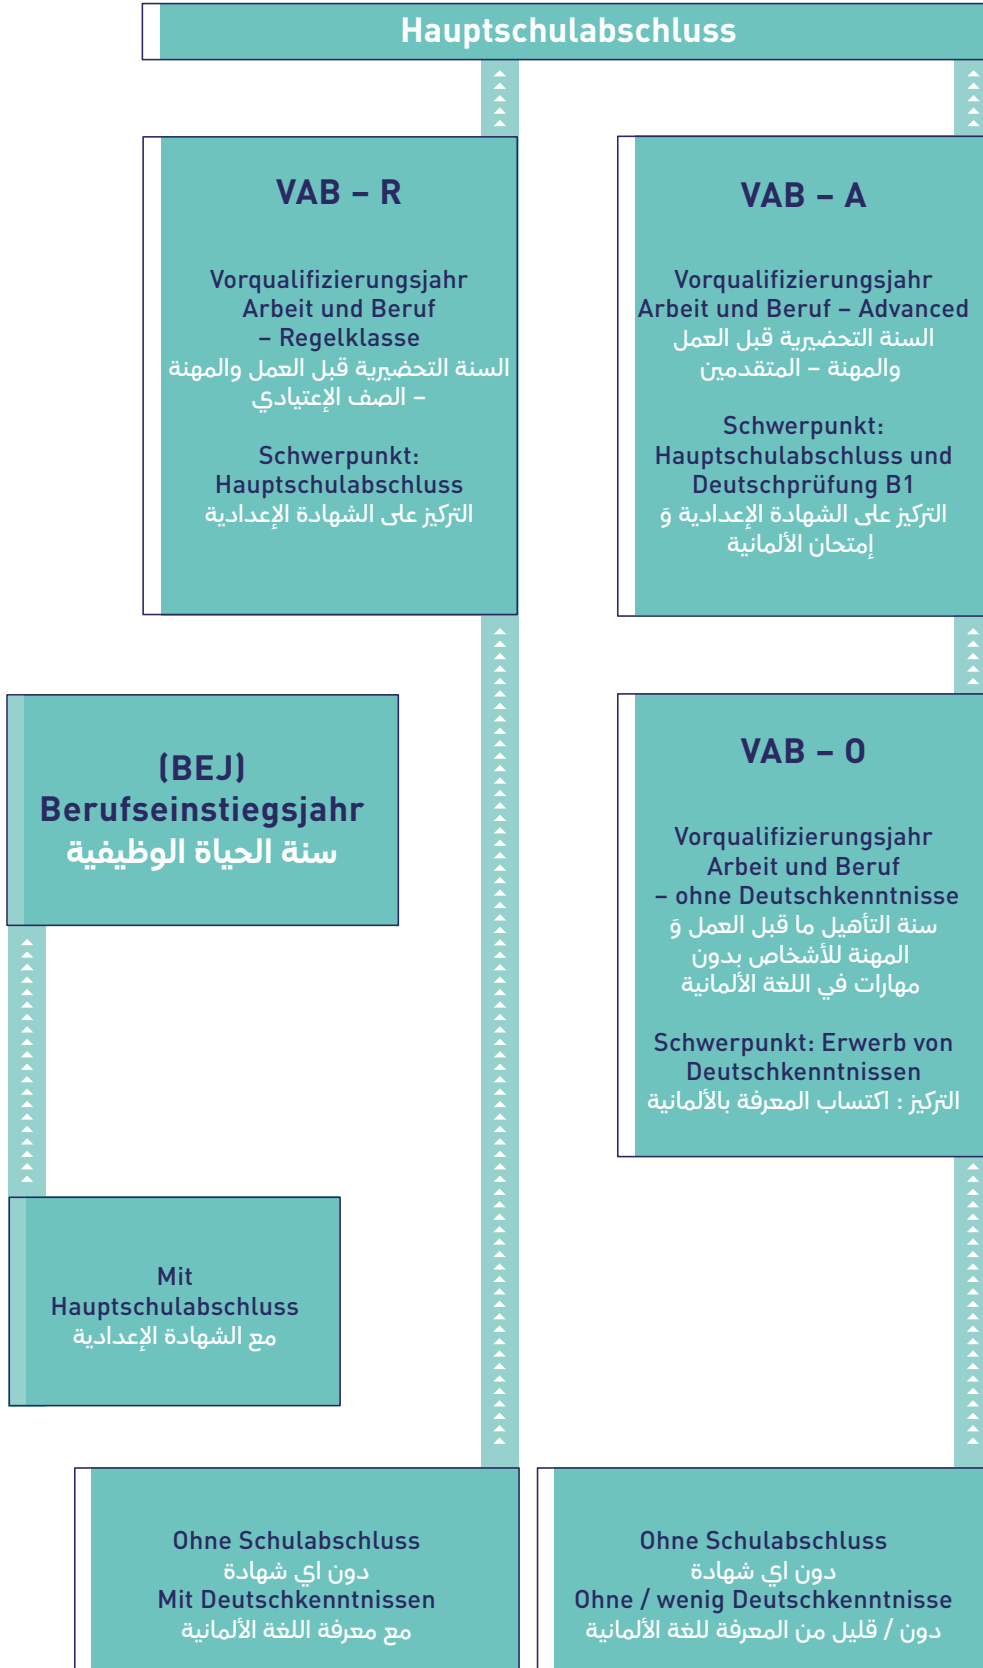 Hauptschulabschluss
VAB – R
Vorqualifizierungsjahr
Arbeit und Beruf
– Regelklasse
السنة التحضيرية قبل العمل والمهنة
– الصف الإعتيادي
Schwerpunkt:
Hauptschulabschluss
التركيز على الشهادة الإعدادية
VAB – A
Vorqualifizierungsjahr
Arbeit und Beruf – Advanced
السنة التحضيرية قبل العمل
والمهنة – المتقدمين
Schwerpunkt:
Hauptschulabschluss und
Deutschprüfung B1
التركيز على الشهادة الإعدادية وَ
إمتحان الألمانية
(BEJ)
Berufseinstiegsjahr
سنة الحياة الوظيفية
VAB – O
Vorqualifizierungsjahr
Arbeit und Beruf
– ohne Deutschkenntnisse
سنة التأهيل ما قبل العمل وَ
المهنة للأشخاص بدون
مهارات في اللغة الألمانية
Schwerpunkt: Erwerb von
Deutschkenntnissen
التركيز : اكتساب المعرفة بالألمانية
Mit
Hauptschulabschluss
مع الشهادة الإعدادية
Ohne Schulabschluss
دون اي شهادة
Mit Deutschkenntnissen
مع معرفة اللغة الألمانية
Ohne Schulabschluss
دون اي شهادة
Ohne / wenig Deutschkenntnisse
دون / قليل من المعرفة للغة الألمانية